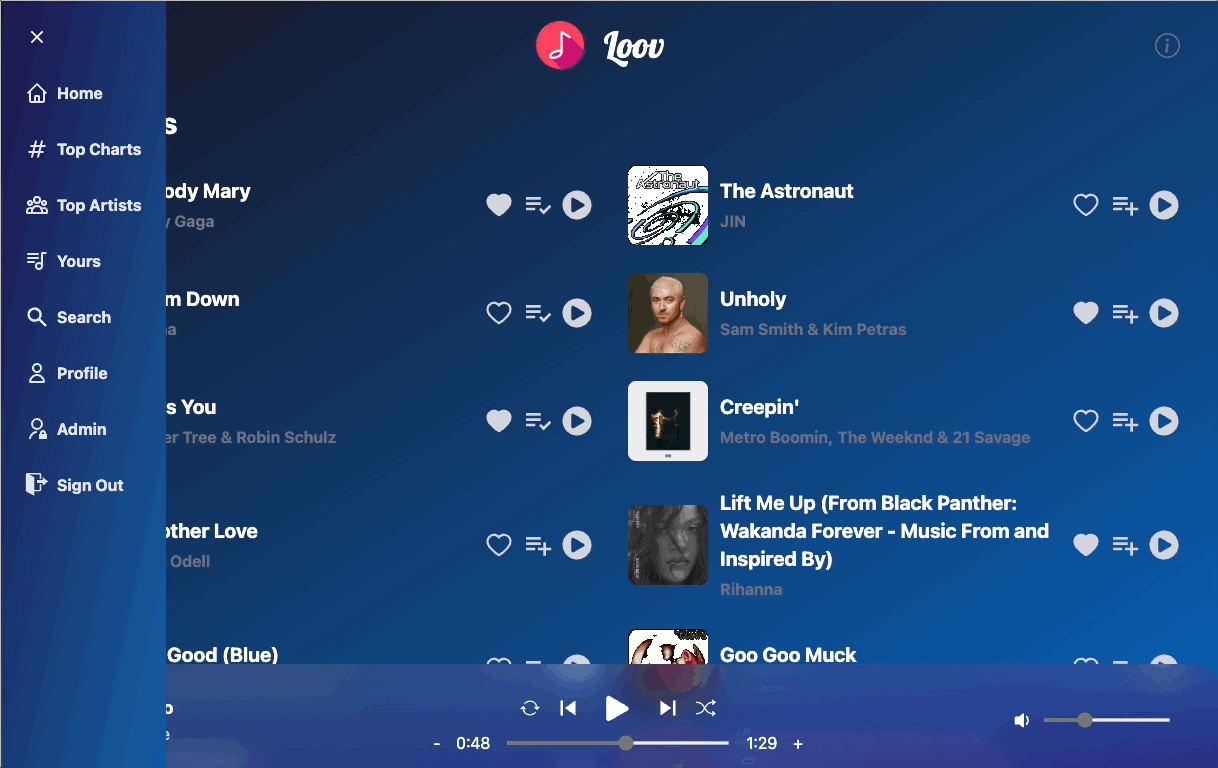 Loov
Home
Top Charts
Top Artists
Yours
Search
Profile
Admin
Sign Out
s
ody Mary
y Gaga
The Astronaut
The Astronaut
JIN
m Down
na
Unholy
Sam Smith & Kim Petras
s You
er Tree & Robin Schulz
Creepin'
Metro Boomin, The Weeknd & 21 Savage
other Love
Odell
Lift Me Up (From Black Panther:
Wakanda Forever - Music From and
Inspired By)
Rihanna
Good (Blue)
Goo Goo Muck
o
e
- 0:48
1:29 +